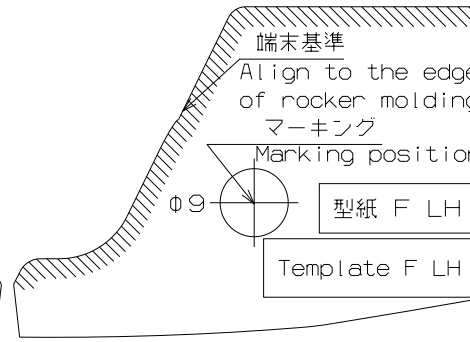 端末基準
Align to the edge
of rocker molding
マーキング
Marking position
Φ9
型紙 F LH
Template F LH